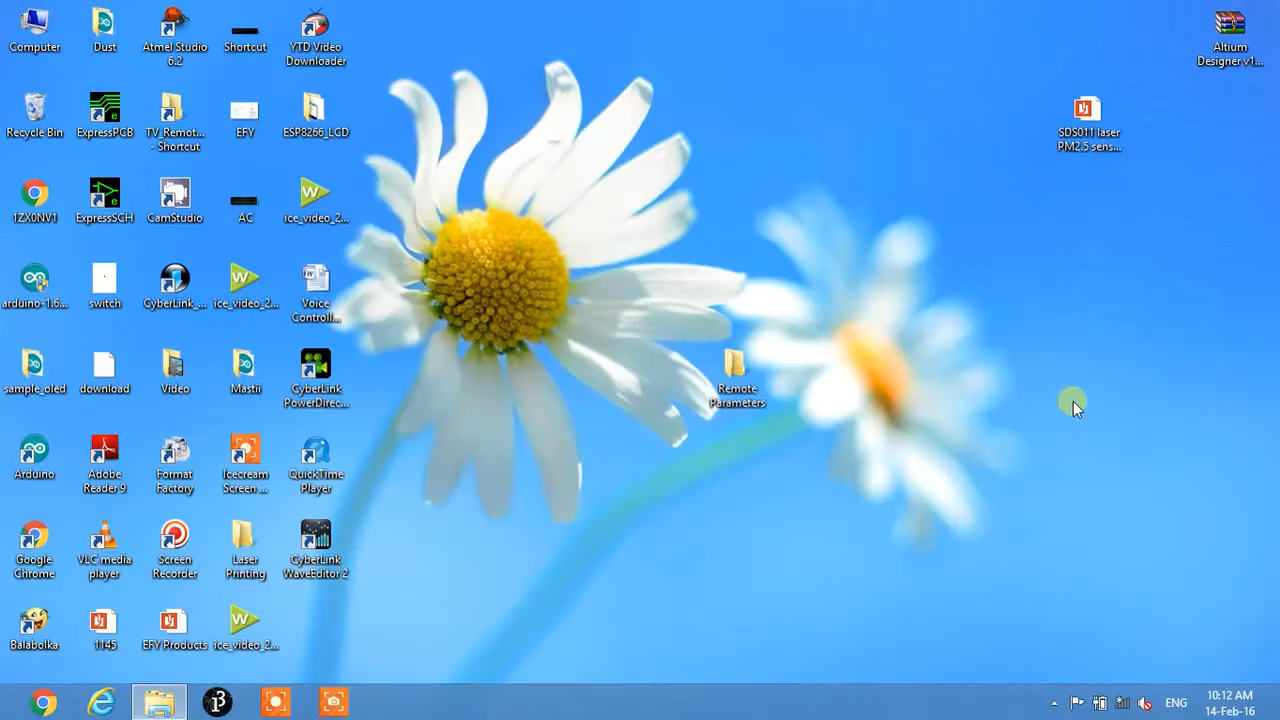 Computer
Dust
Atmel Studio
6.2
Shortcut
YTD Video
Downloader
Altium
Designer v1...
Recycle Bin
ExpressPCB
TV_Remot...
- Shortcut
EFY
ESP8266_LCD
SDS011 laser
PM2.5 sens...
1ZX0NV1
ExpressSCH
CamStudio
AC
ice_video_2...
arduino-1.6...
switch
CyberLink_...
ice_video_2...
Voice
Controll...
sample_oled
download
Video
Mastii
CyberLink
PowerDirec...
Remote
Parameters
Arduino
Adobe
Reader 9
Format
Factory
Icecream
Screen ...
QuickTime
Player
Google
Chrome
VLC media
player
Screen
Recorder
Laser
Printing
CyberLink
WaveEditor 2
Balabolka
1145
EFY Products
ice_video_2...
ENG
10:12 AM
14-Feb-16